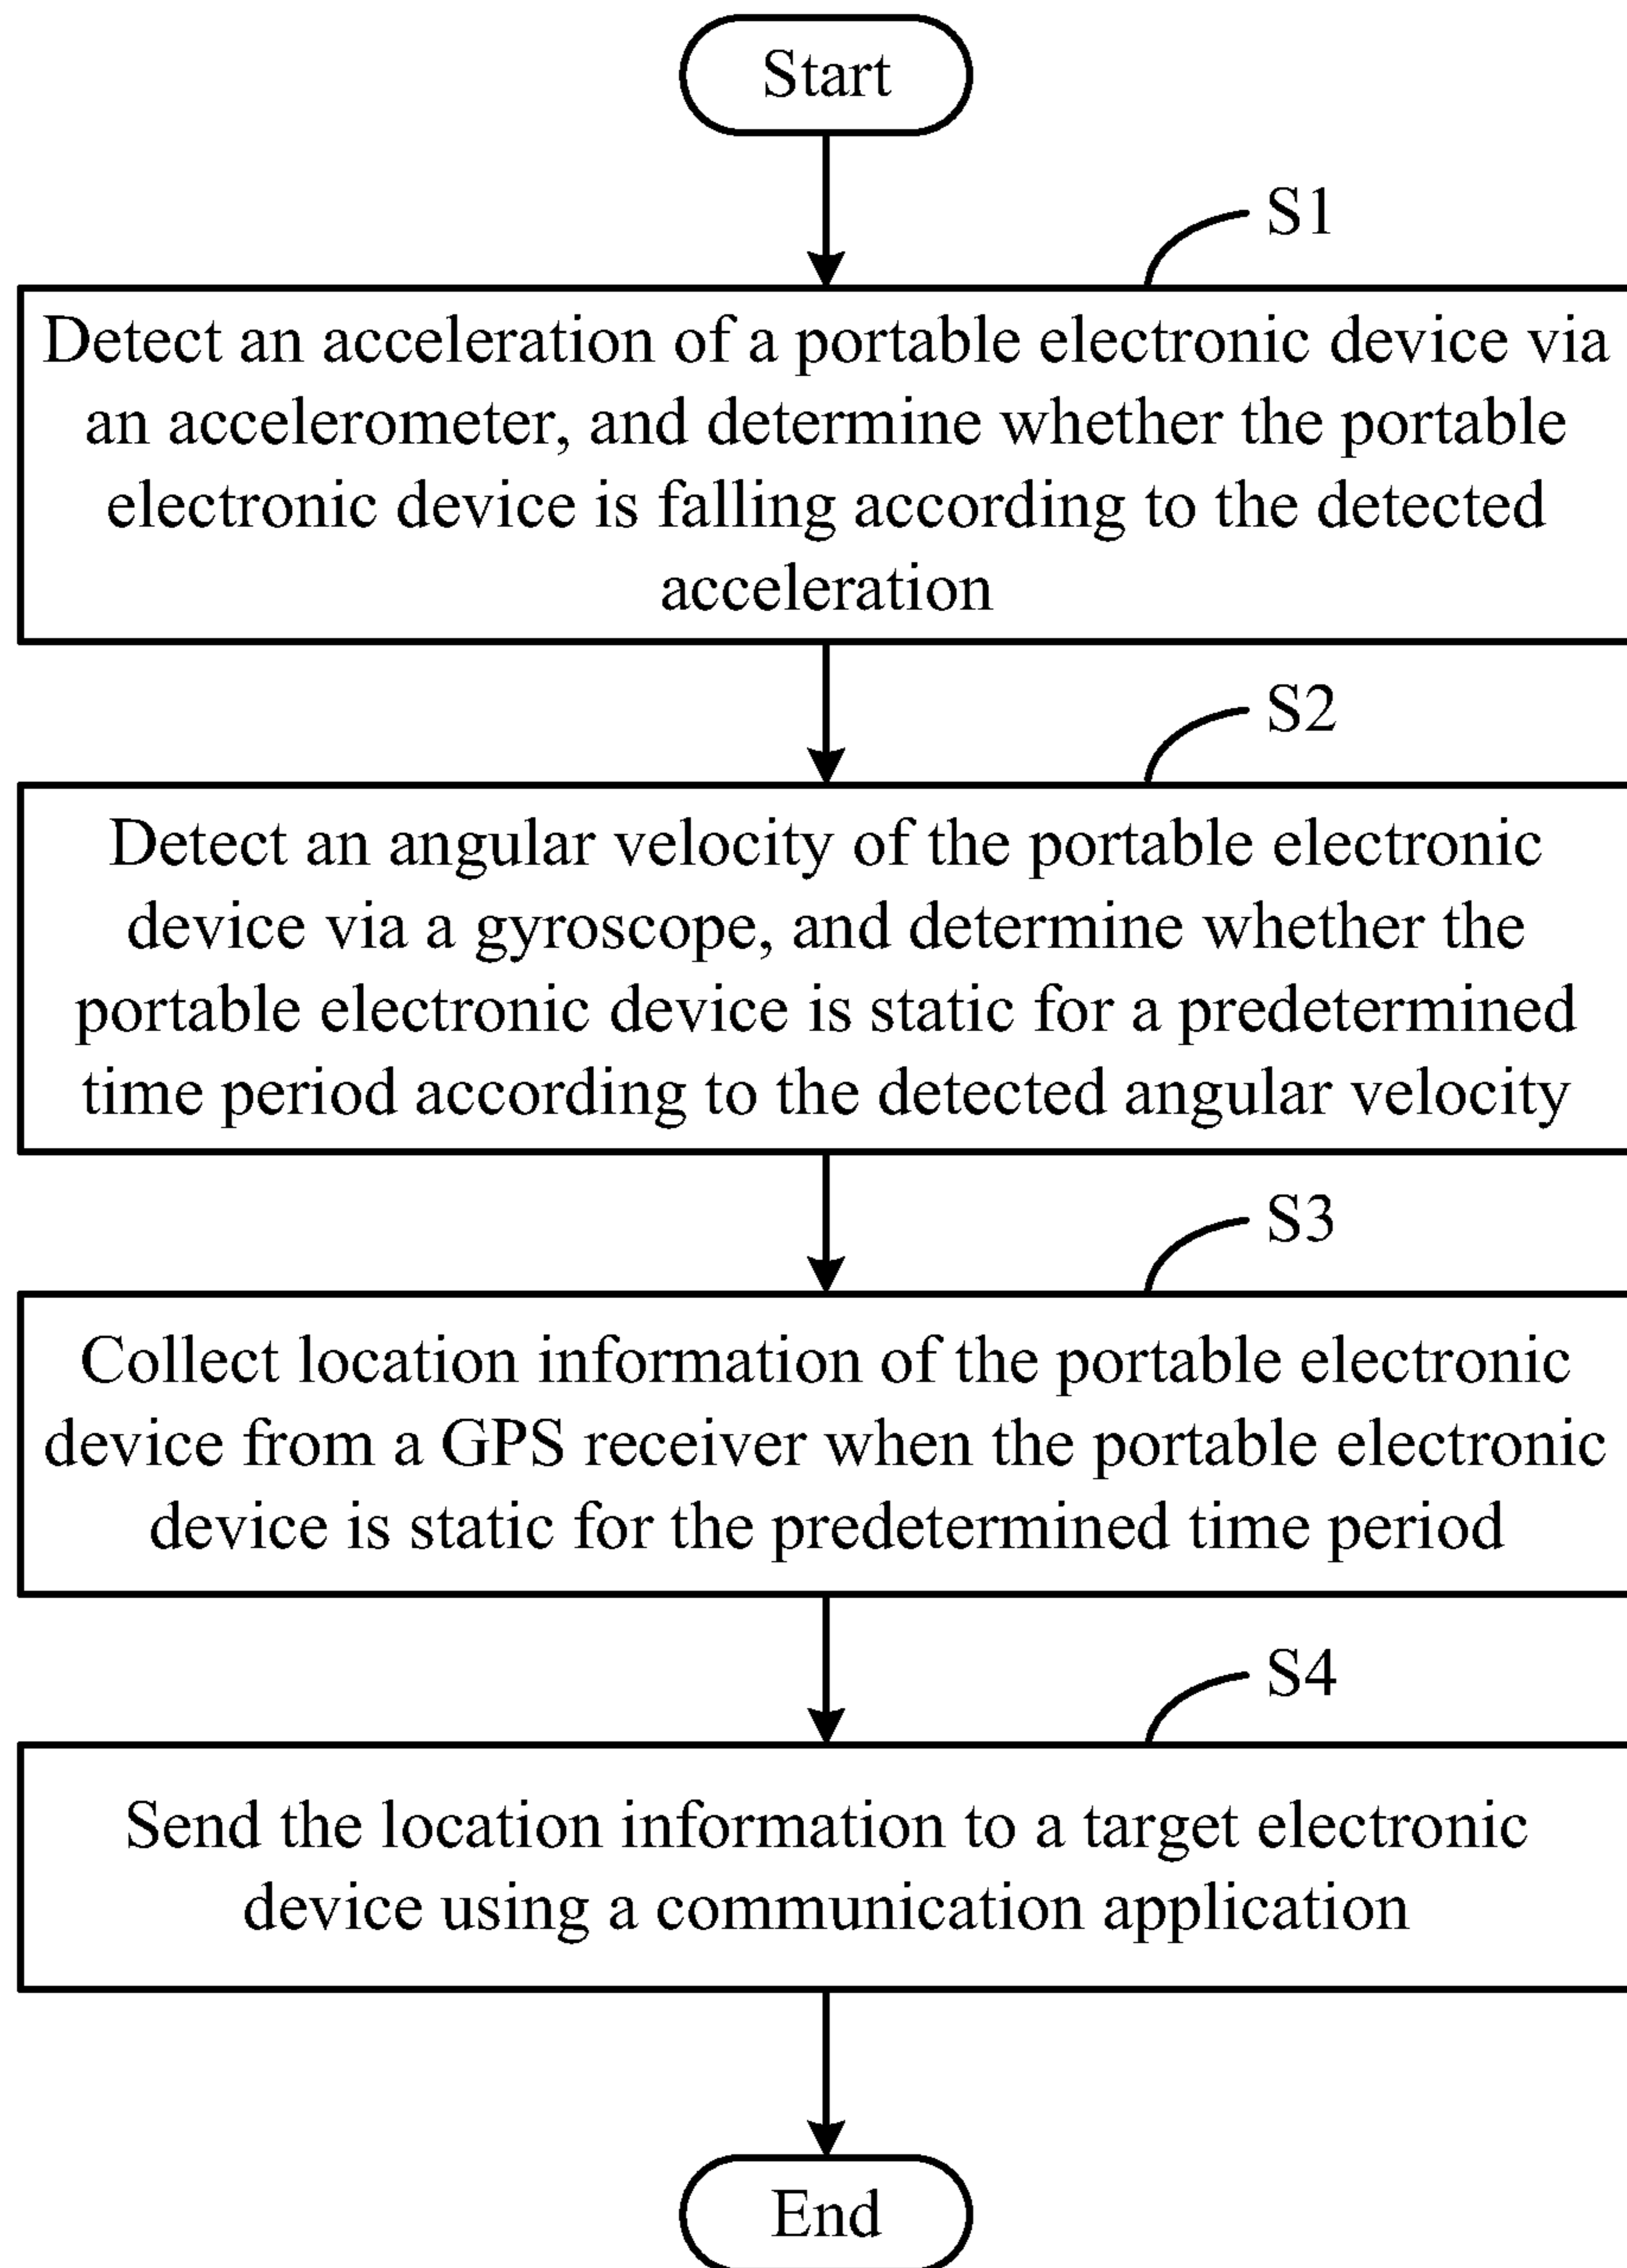 Start
S1
Detect an acceleration of a portable electronic device via
an accelerometer, and determine whether the portable
electronic device is falling according to the detected
acceleration
S2
Detect an angular velocity of the portable electronic
device via a gyroscope, and determine whether the
portable electronic device is static for a predetermined
time period according to the detected angular velocity
S3
Collect location information of the portable electronic
device from a GPS receiver when the portable electronic
device is static for the predetermined time period
S4
Send the location information to a target electronic
device using a communication application
End